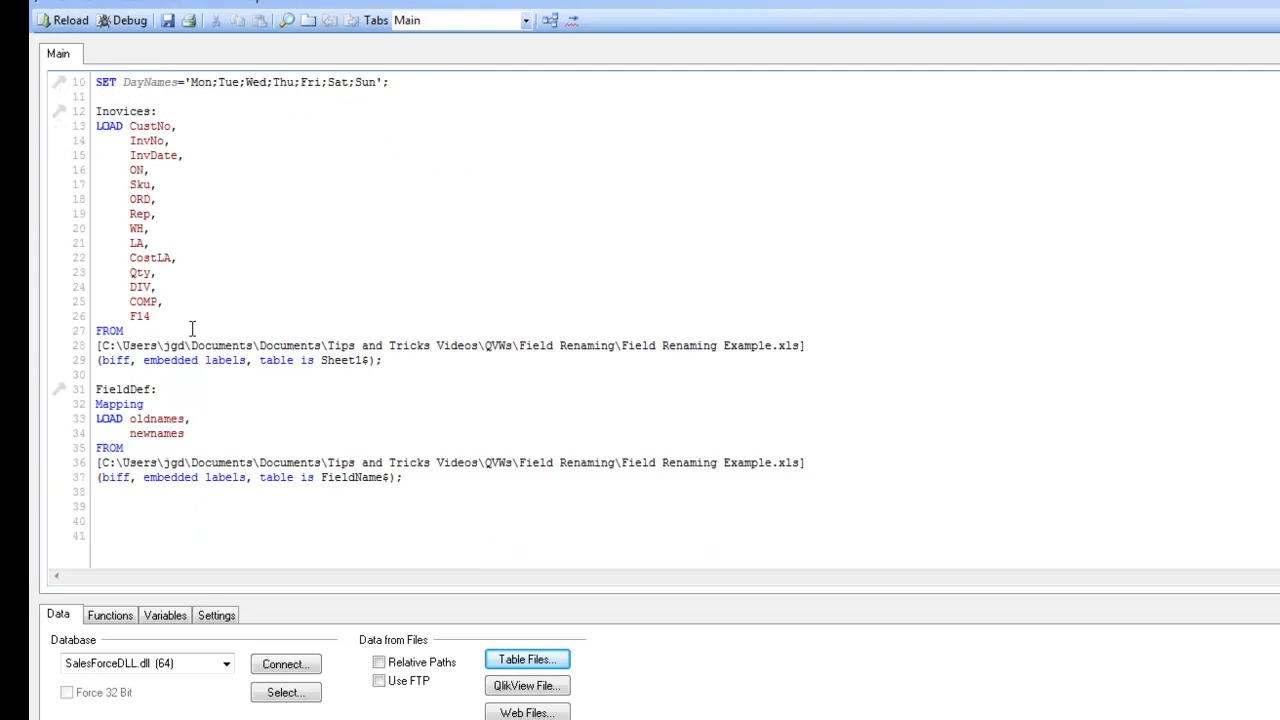 Reload Debug Tabs Main
Main
10 SET DayNames='Mon;Tue;Wed;Thu;Fri;Sat;Sun';
11
12 Inovices:
13 LOAD CustNo,
14 InvNo,
15 InvDate,
16 ON,
17 Sku,
18 ORD,
19 Rep,
20 WH,
21 LA,
22 CostLA,
23 Qty,
24 DIV,
25 COMP,
26 F14
27 FROM
28 [C:\Users\jgd\Documents\Documents\Tips and Tricks Videos\QVWs\Field Renaming\Field Renaming Example.xls]
29 (biff, embedded labels, table is Sheet1$);
30
31 FieldDef:
32 Mapping
33 LOAD oldnames,
34 newnames
35 FROM
36 [C:\Users\jgd\Documents\Documents\Tips and Tricks Videos\QVWs\Field Renaming\Field Renaming Example.xls]
37 (biff, embedded labels, table is FieldName$);
38
39
40
41
Data Functions Variables Settings
Database Data from Files
SalesForceDLL.dll (64) Connect... Relative Paths Table Files...
Force 32 Bit Select... Use FTP QlikView File...
Web Files...